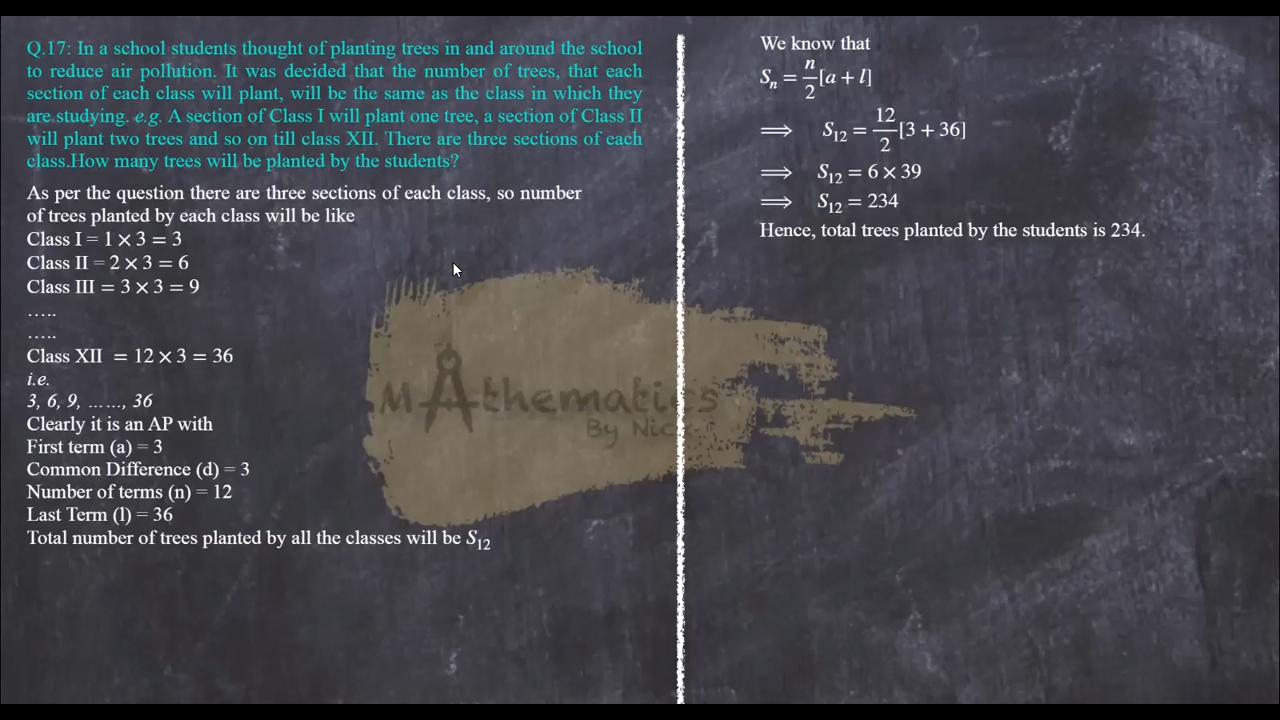 Q.17: In a school students thought of planting trees in and around the school
to reduce air pollution. It was decided that the number of trees, that each
section of each class will plant, will be the same as the class in which they
are studying. e.g. A section of Class I will plant one tree, a section of Class II
will plant two trees and so on till class XII. There are three sections of each
class.How many trees will be planted by the students?
As per the question there are three sections of each class, so number
of trees planted by each class will be like
Class I = 1 × 3 = 3
Class II = 2 × 3 = 6
Class III = 3 × 3 = 9
…..
…..
Class XII = 12 × 3 = 36
i.e.
3, 6, 9, ……, 36
Clearly it is an AP with
First term (a) = 3
Common Difference (d) = 3
Number of terms (n) = 12
Last Term (l) = 36
Total number of trees planted by all the classes will be S₁₂
We know that
Sₙ = n/2[a + l]
⟹ S₁₂ = 12/2[3 + 36]
⟹ S₁₂ = 6 × 39
⟹ S₁₂ = 234
Hence, total trees planted by the students is 234.
Mathematics
By Nick